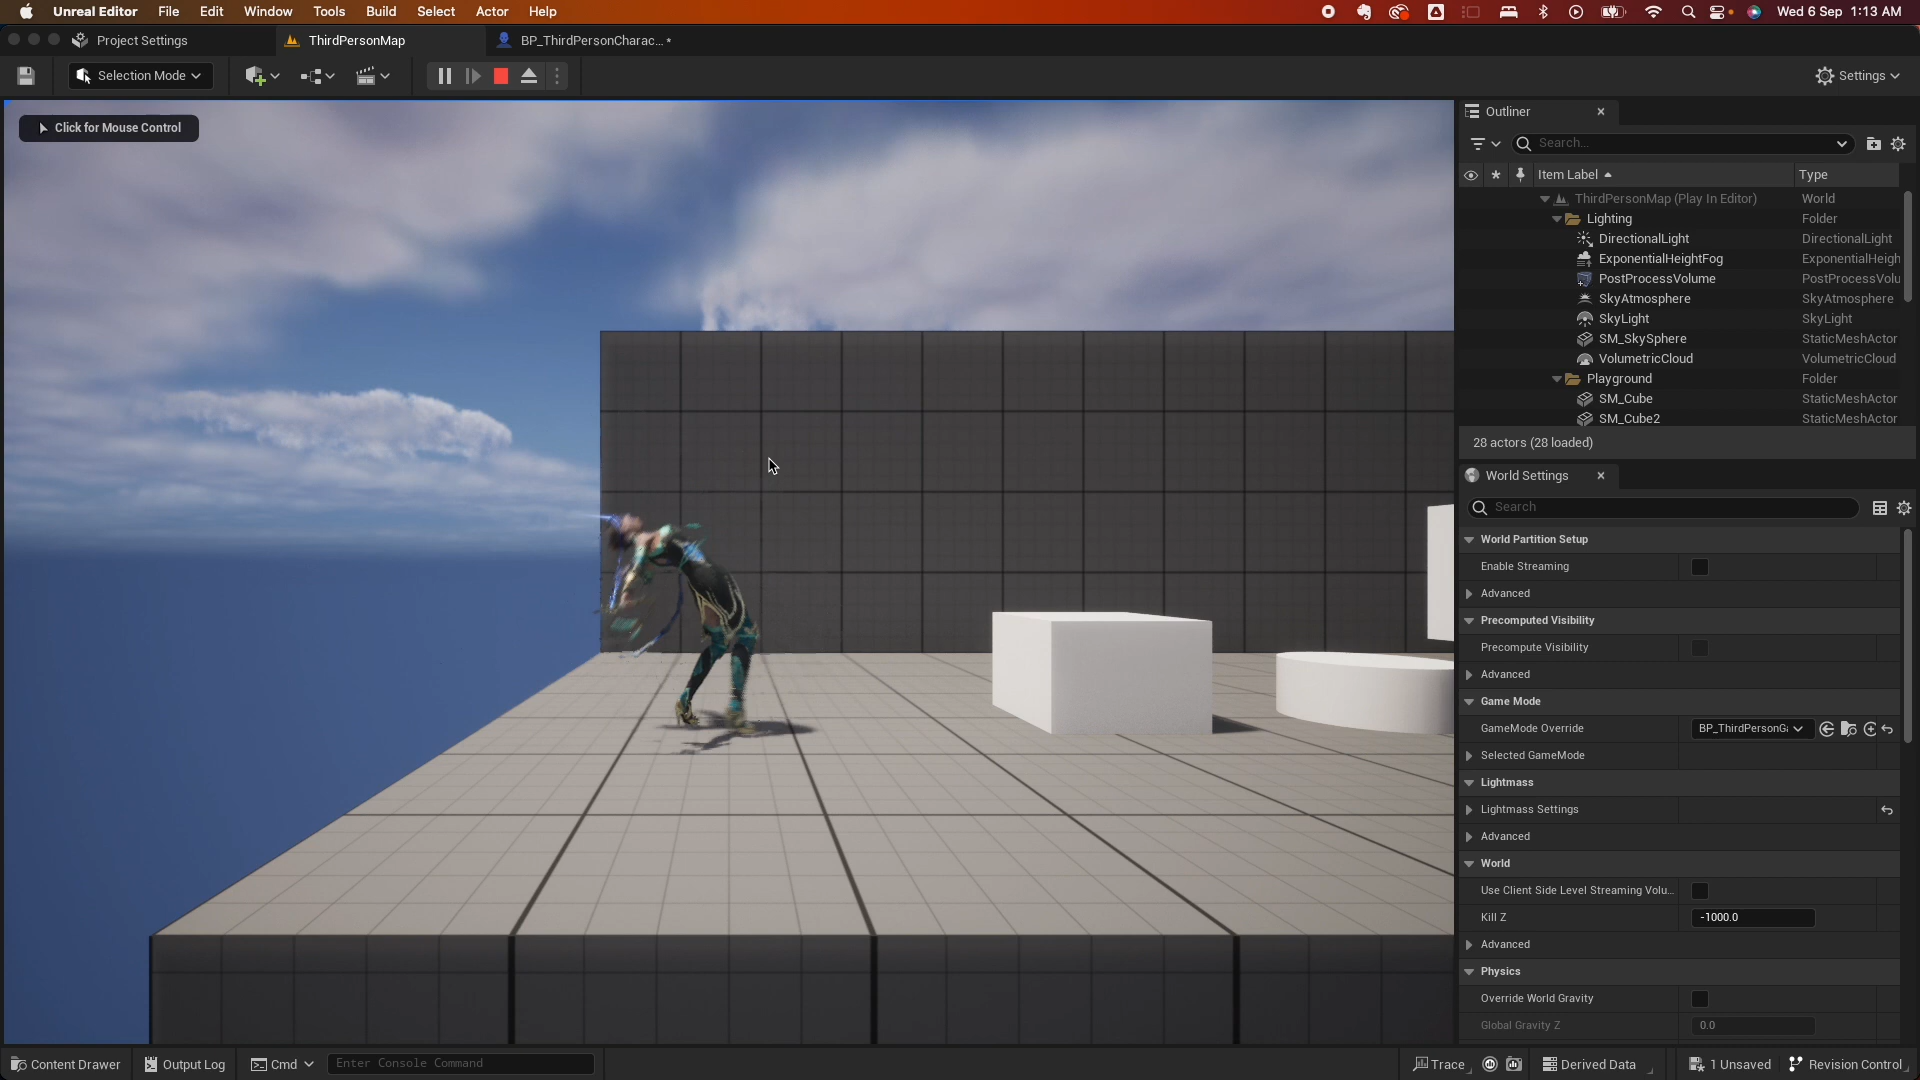 Unreal Editor File Edit Window Tools Build Select Actor Help
Wed 6 Sep 1:13 AM
Project Settings
ThirdPersonMap
BP_ThirdPersonCharac... *
Selection Mode
Settings
Click for Mouse Control
Outliner
Search...
Item Label Type
ThirdPersonMap (Play In Editor) World
Lighting Folder
DirectionalLight DirectionalLight
ExponentialHeightFog ExponentialHeigh
PostProcessVolume PostProcessVolu
SkyAtmosphere SkyAtmosphere
SkyLight SkyLight
SM_SkySphere StaticMeshActor
VolumetricCloud VolumetricCloud
Playground Folder
SM_Cube StaticMeshActor
SM_Cube2 StaticMeshActor
28 actors (28 loaded)
World Settings
Search
World Partition Setup
Enable Streaming
Advanced
Precomputed Visibility
Precompute Visibility
Advanced
Game Mode
GameMode Override BP_ThirdPersonGa
Selected GameMode
Lightmass
Lightmass Settings
Advanced
World
Use Client Side Level Streaming Volu...
Kill Z -1000.0
Advanced
Physics
Override World Gravity
Global Gravity Z 0.0
Content Drawer Output Log Cmd Enter Console Command Trace Derived Data 1 Unsaved Revision Control